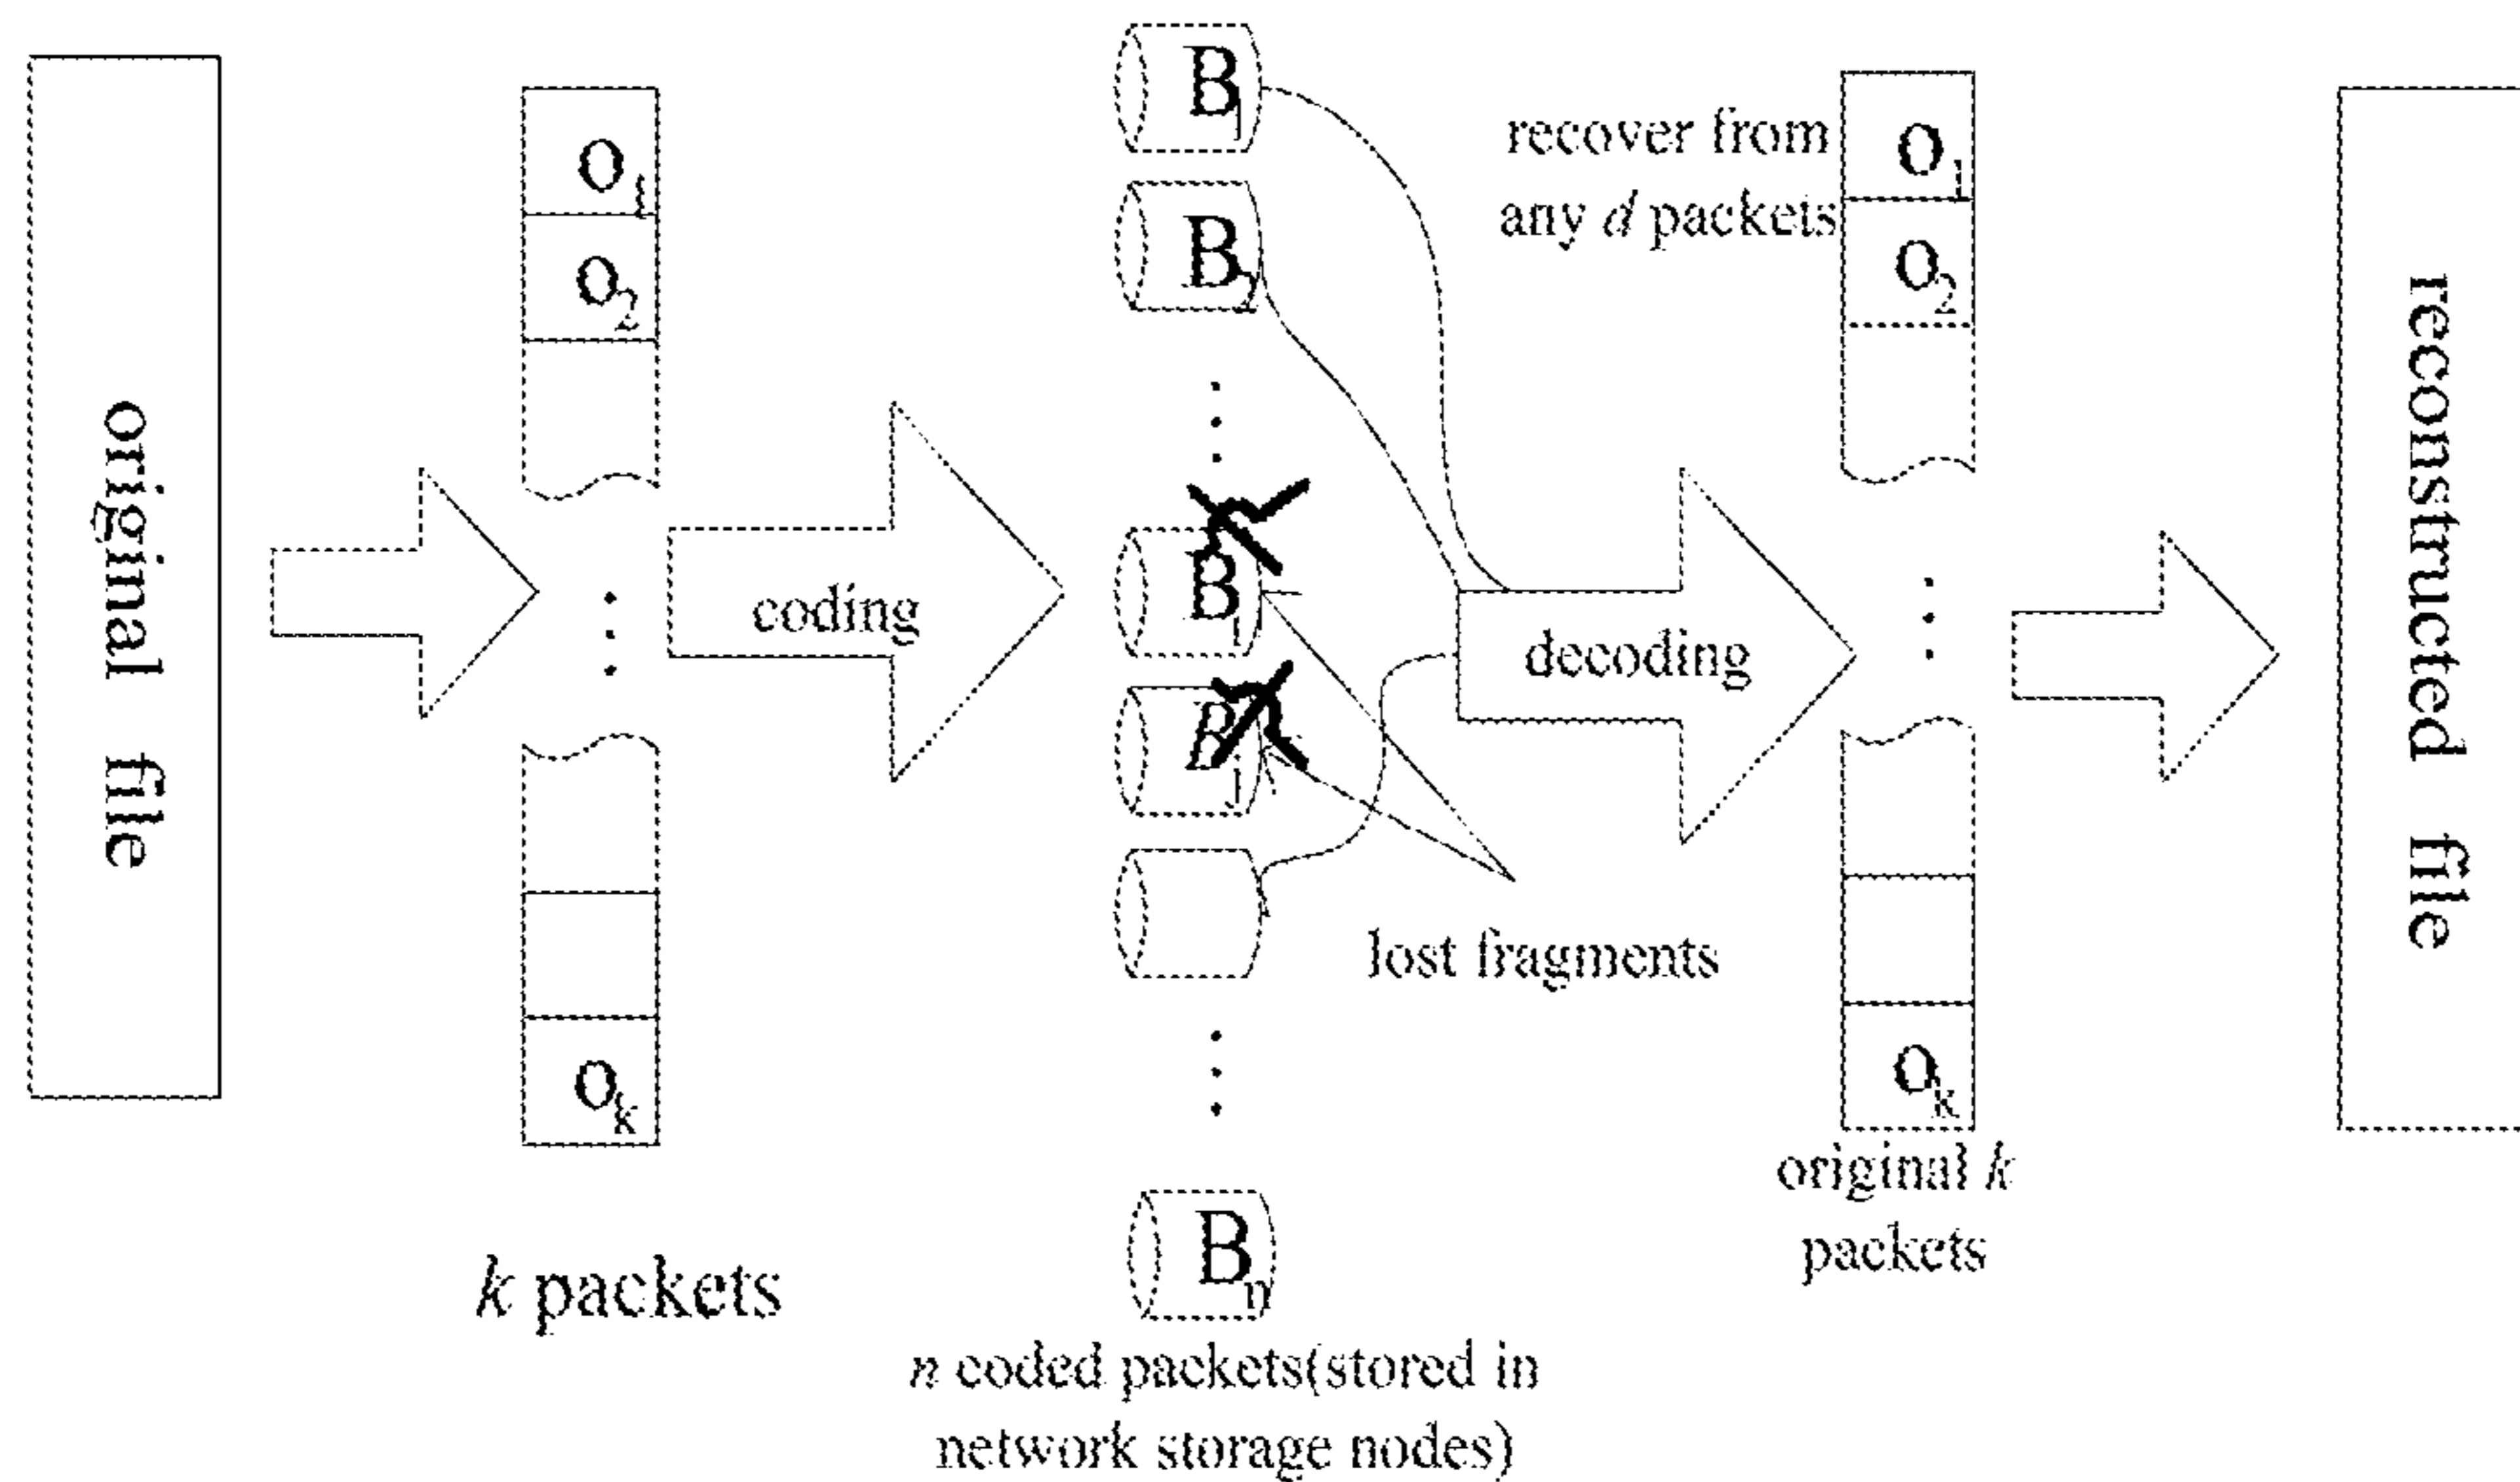 original file
O1
O2
Ok
k packets
coding
B1
B2
Bi
Bj
Bn
n coded packets(stored in
network storage nodes)
lost fragments
decoding
recover from
any d packets
O1
O2
Ok
original k
packets
reconstructed file